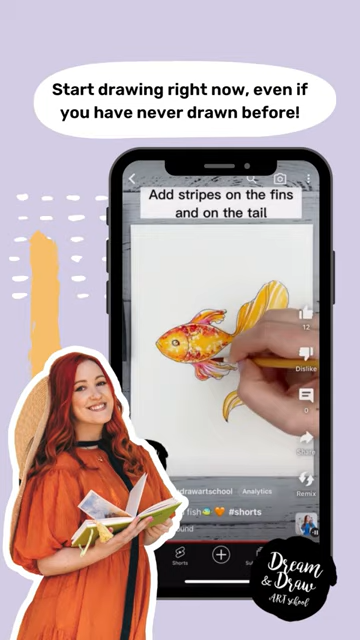 Start drawing right now, even if
you have never drawn before!
Add stripes on the fins
and on the tail
12
Dislike
0
Share
Remix
drawartschool
Analytics
fish #shorts
ound
Shorts
Dream
& Draw
ART school